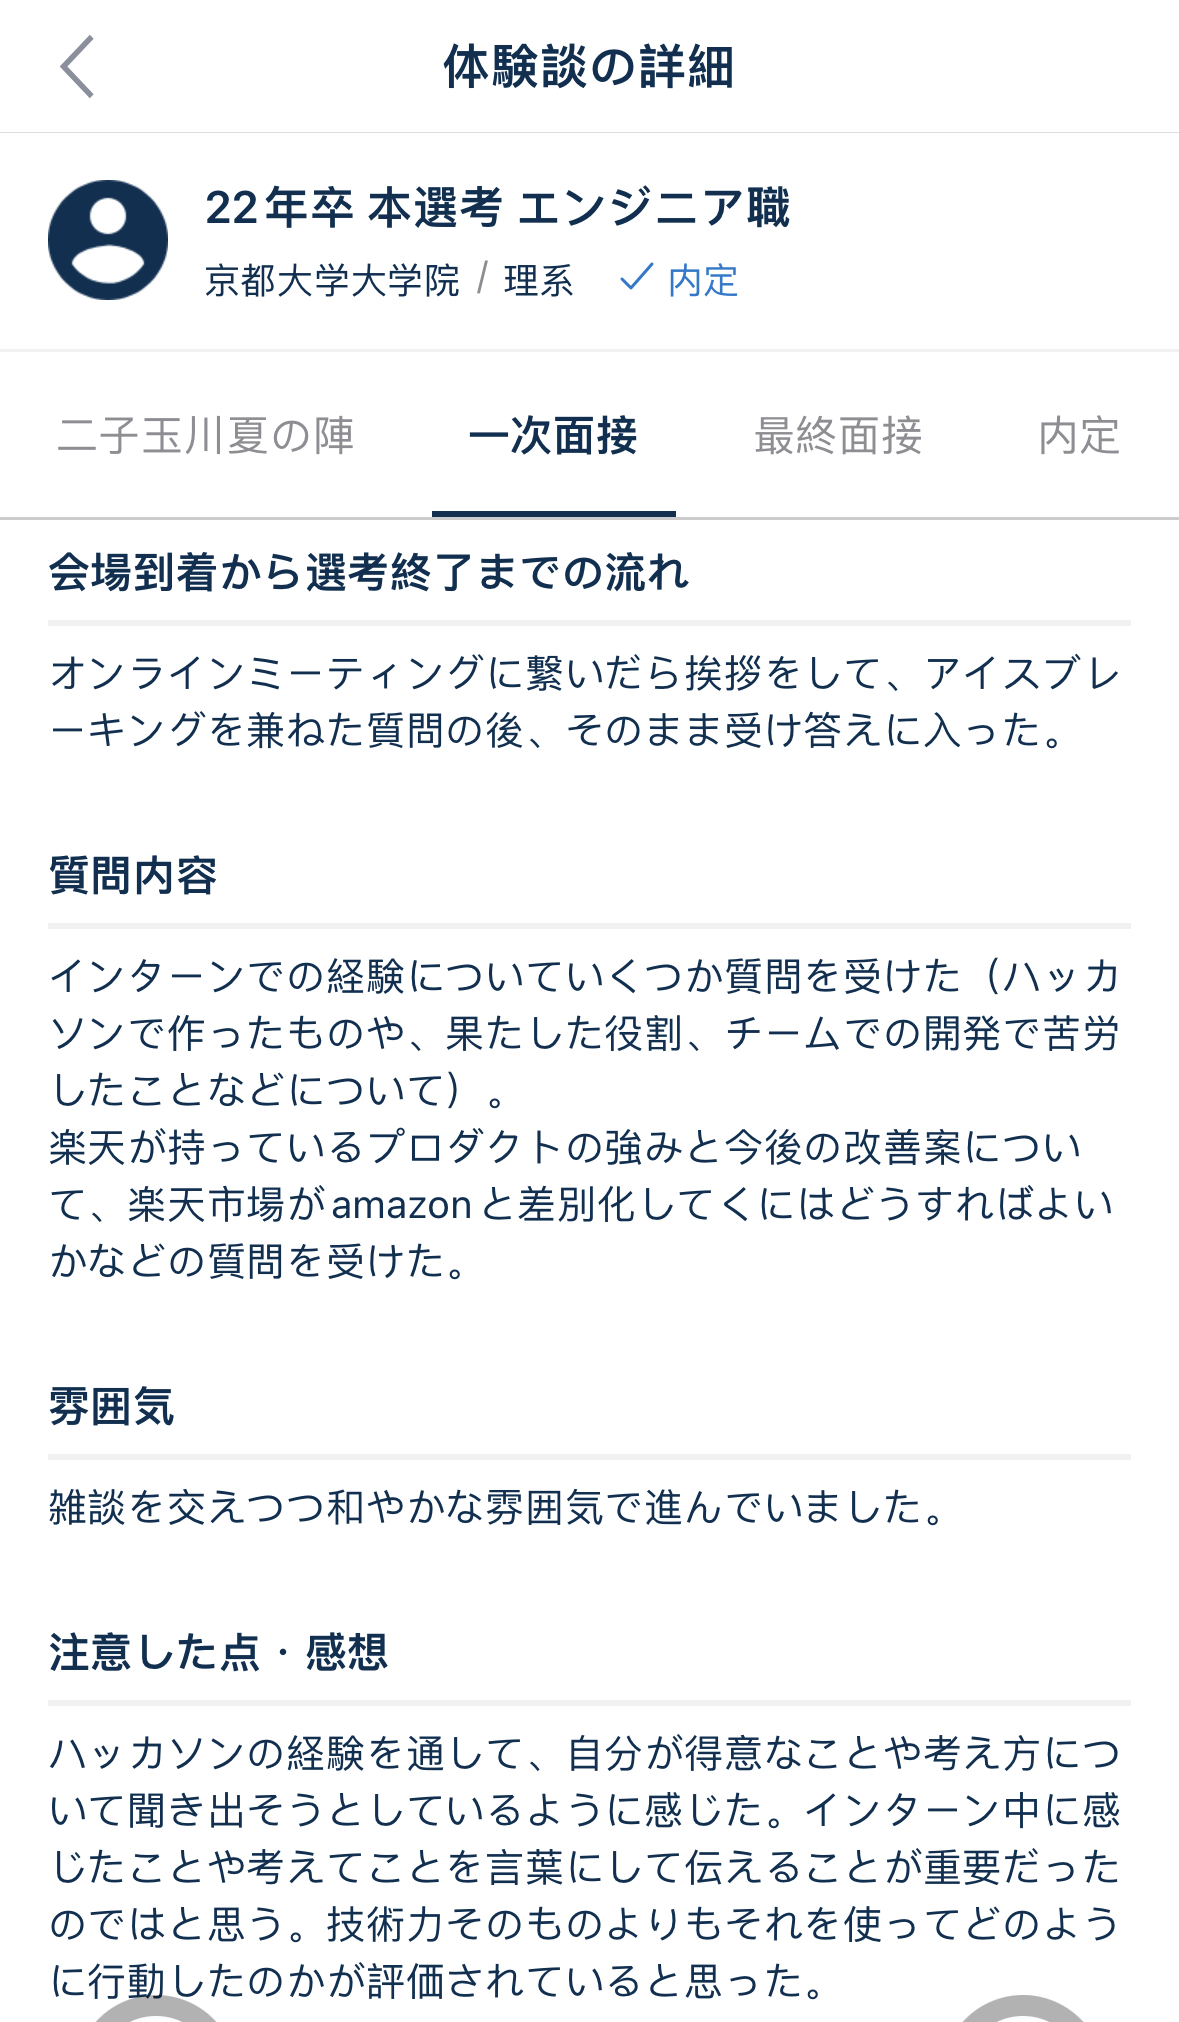 体験談の詳細
22年卒 本選考 エンジニア職
京都大学大学院 / 理系 ✓ 内定
二子玉川夏の陣 一次面接 最終面接 内定
会場到着から選考終了までの流れ
オンラインミーティングに繋いだら挨拶をして、アイスブレ
ーキングを兼ねた質問の後、そのまま受け答えに入った。
質問内容
インターンでの経験についていくつか質問を受けた（ハッカ
ソンで作ったものや、果たした役割、チームでの開発で苦労
したことなどについて）。
楽天が持っているプロダクトの強みと今後の改善案につい
て、楽天市場がamazonと差別化してくにはどうすればよい
かなどの質問を受けた。
雰囲気
雑談を交えつつ和やかな雰囲気で進んでいました。
注意した点・感想
ハッカソンの経験を通して、自分が得意なことや考え方につ
いて聞き出そうとしているように感じた。インターン中に感
じたことや考えてことを言葉にして伝えることが重要だった
のではと思う。技術力そのものよりもそれを使ってどのよう
に行動したのかが評価されていると思った。